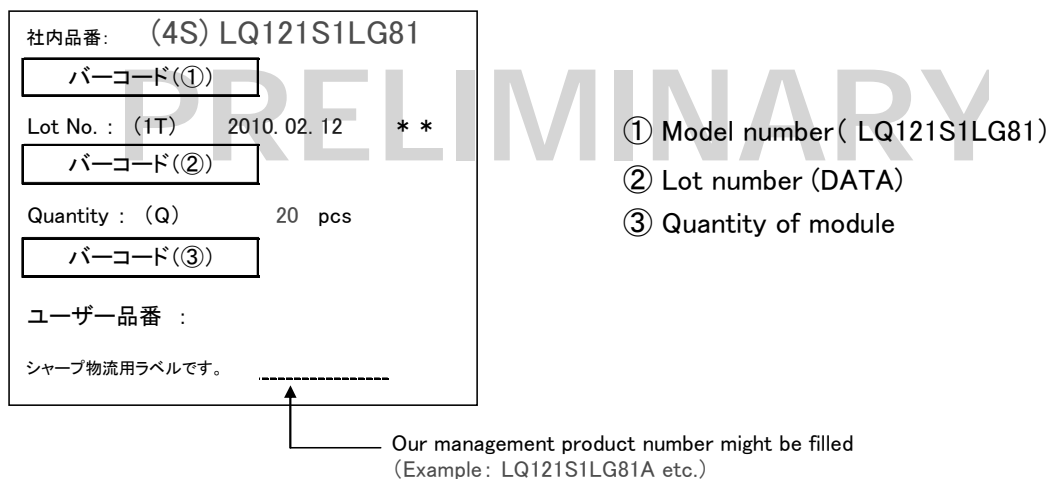 社内品番: (4S) LQ121S1LG81
バーコード(①)
PRELIMINARY
Lot No. : (1T) 2010. 02. 12 * *
バーコード(②)
Quantity : (Q) 20 pcs
バーコード(③)
ユーザー品番 :
シャープ物流用ラベルです。
① Model number( LQ121S1LG81)
② Lot number (DATA)
③ Quantity of module
Our management product number might be filled
(Example : LQ121S1LG81A etc.)